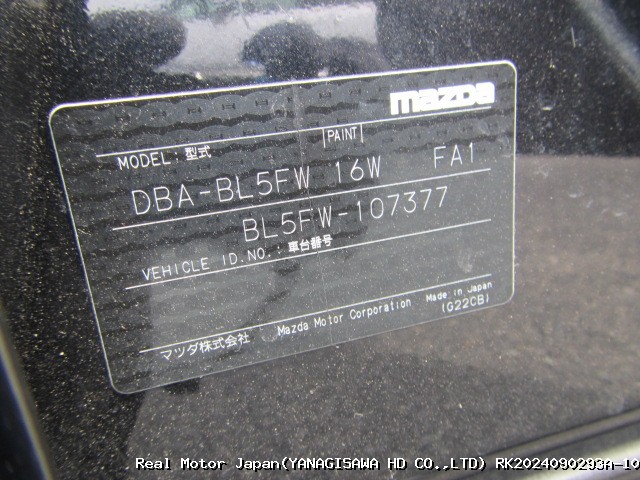 mazda
MODEL:型式 PAINT
DBA-BL5FW 16W FA1
BL5FW-107377
VEHICLE ID.NO.:車台番号
マツダ株式会社 Mazda Motor Corporation Made in Japan
(G22CB)
Real Motor Japan(YANAGISAWA HD CO.,LTD) RK2024090293A-10